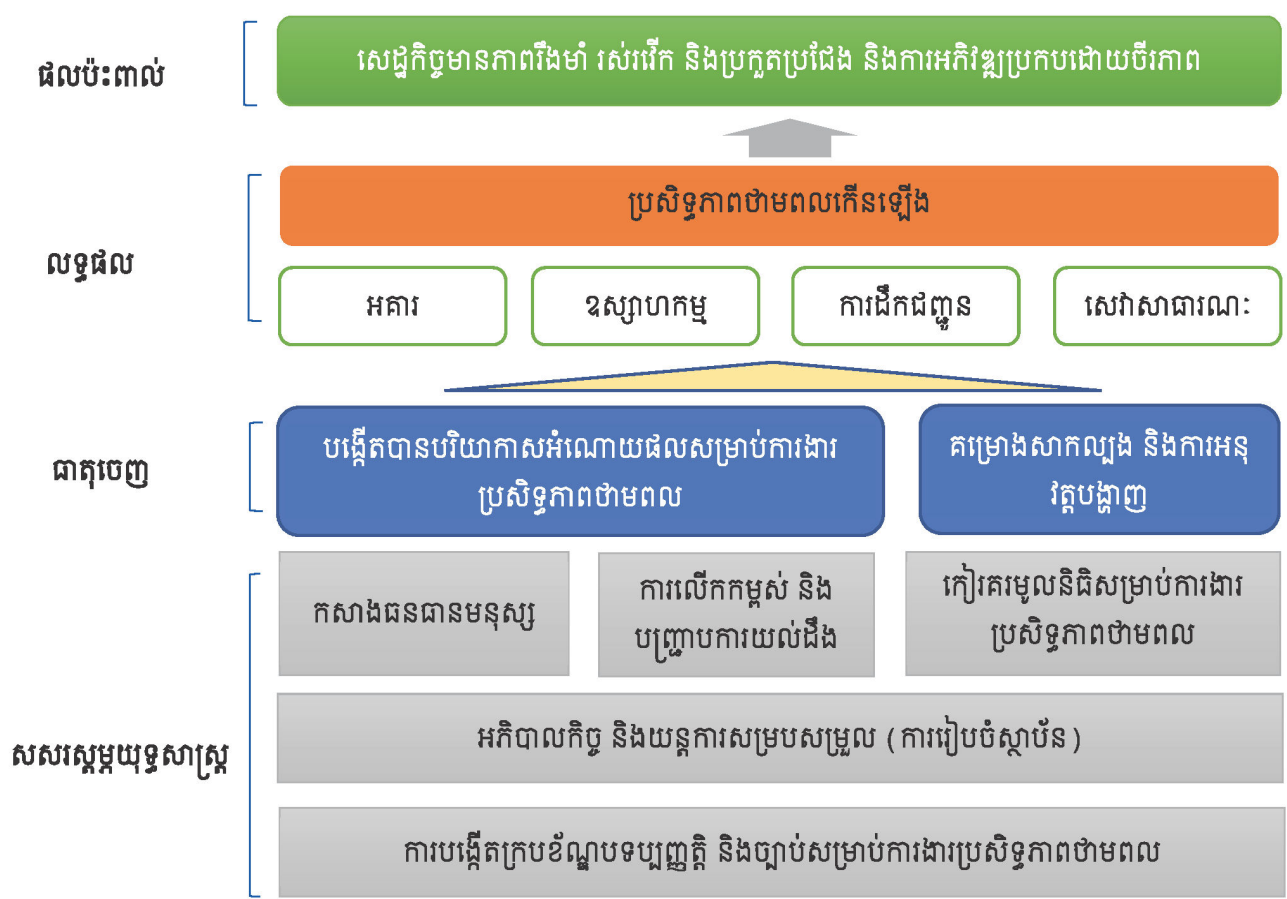 ផលប៉ះពាល់
សេដ្ឋកិច្ចមានភាពរឹងមាំ រស់រវើក និងប្រកួតប្រជែង និងការអភិវឌ្ឍប្រកបដោយចីរភាព
លទ្ធផល
ប្រសិទ្ធភាពថាមពលកើនឡើង
អគារ
ឧស្សាហកម្ម
ការដឹកជញ្ជូន
សេវាសាធារណៈ
ធាតុចេញ
បង្កើតបានបរិយាកាសអំណោយផលសម្រាប់ការងារ
ប្រសិទ្ធភាពថាមពល
គម្រោងសាកល្បង និងការអនុ
វត្តបង្ហាញ
សសរស្តម្ភយុទ្ធសាស្ត្រ
កសាងធនធានមនុស្ស
ការលើកកម្ពស់ និង
បញ្ជ្រាបការយល់ដឹង
កៀរគរមូលនិធិសម្រាប់ការងារ
ប្រសិទ្ធភាពថាមពល
អភិបាលកិច្ច និងយន្តការសម្របសម្រួល (ការរៀបចំស្ថាប័ន)
ការបង្កើតក្របខ័ណ្ឌបទប្បញ្ញត្តិ និងច្បាប់សម្រាប់ការងារប្រសិទ្ធភាពថាមពល